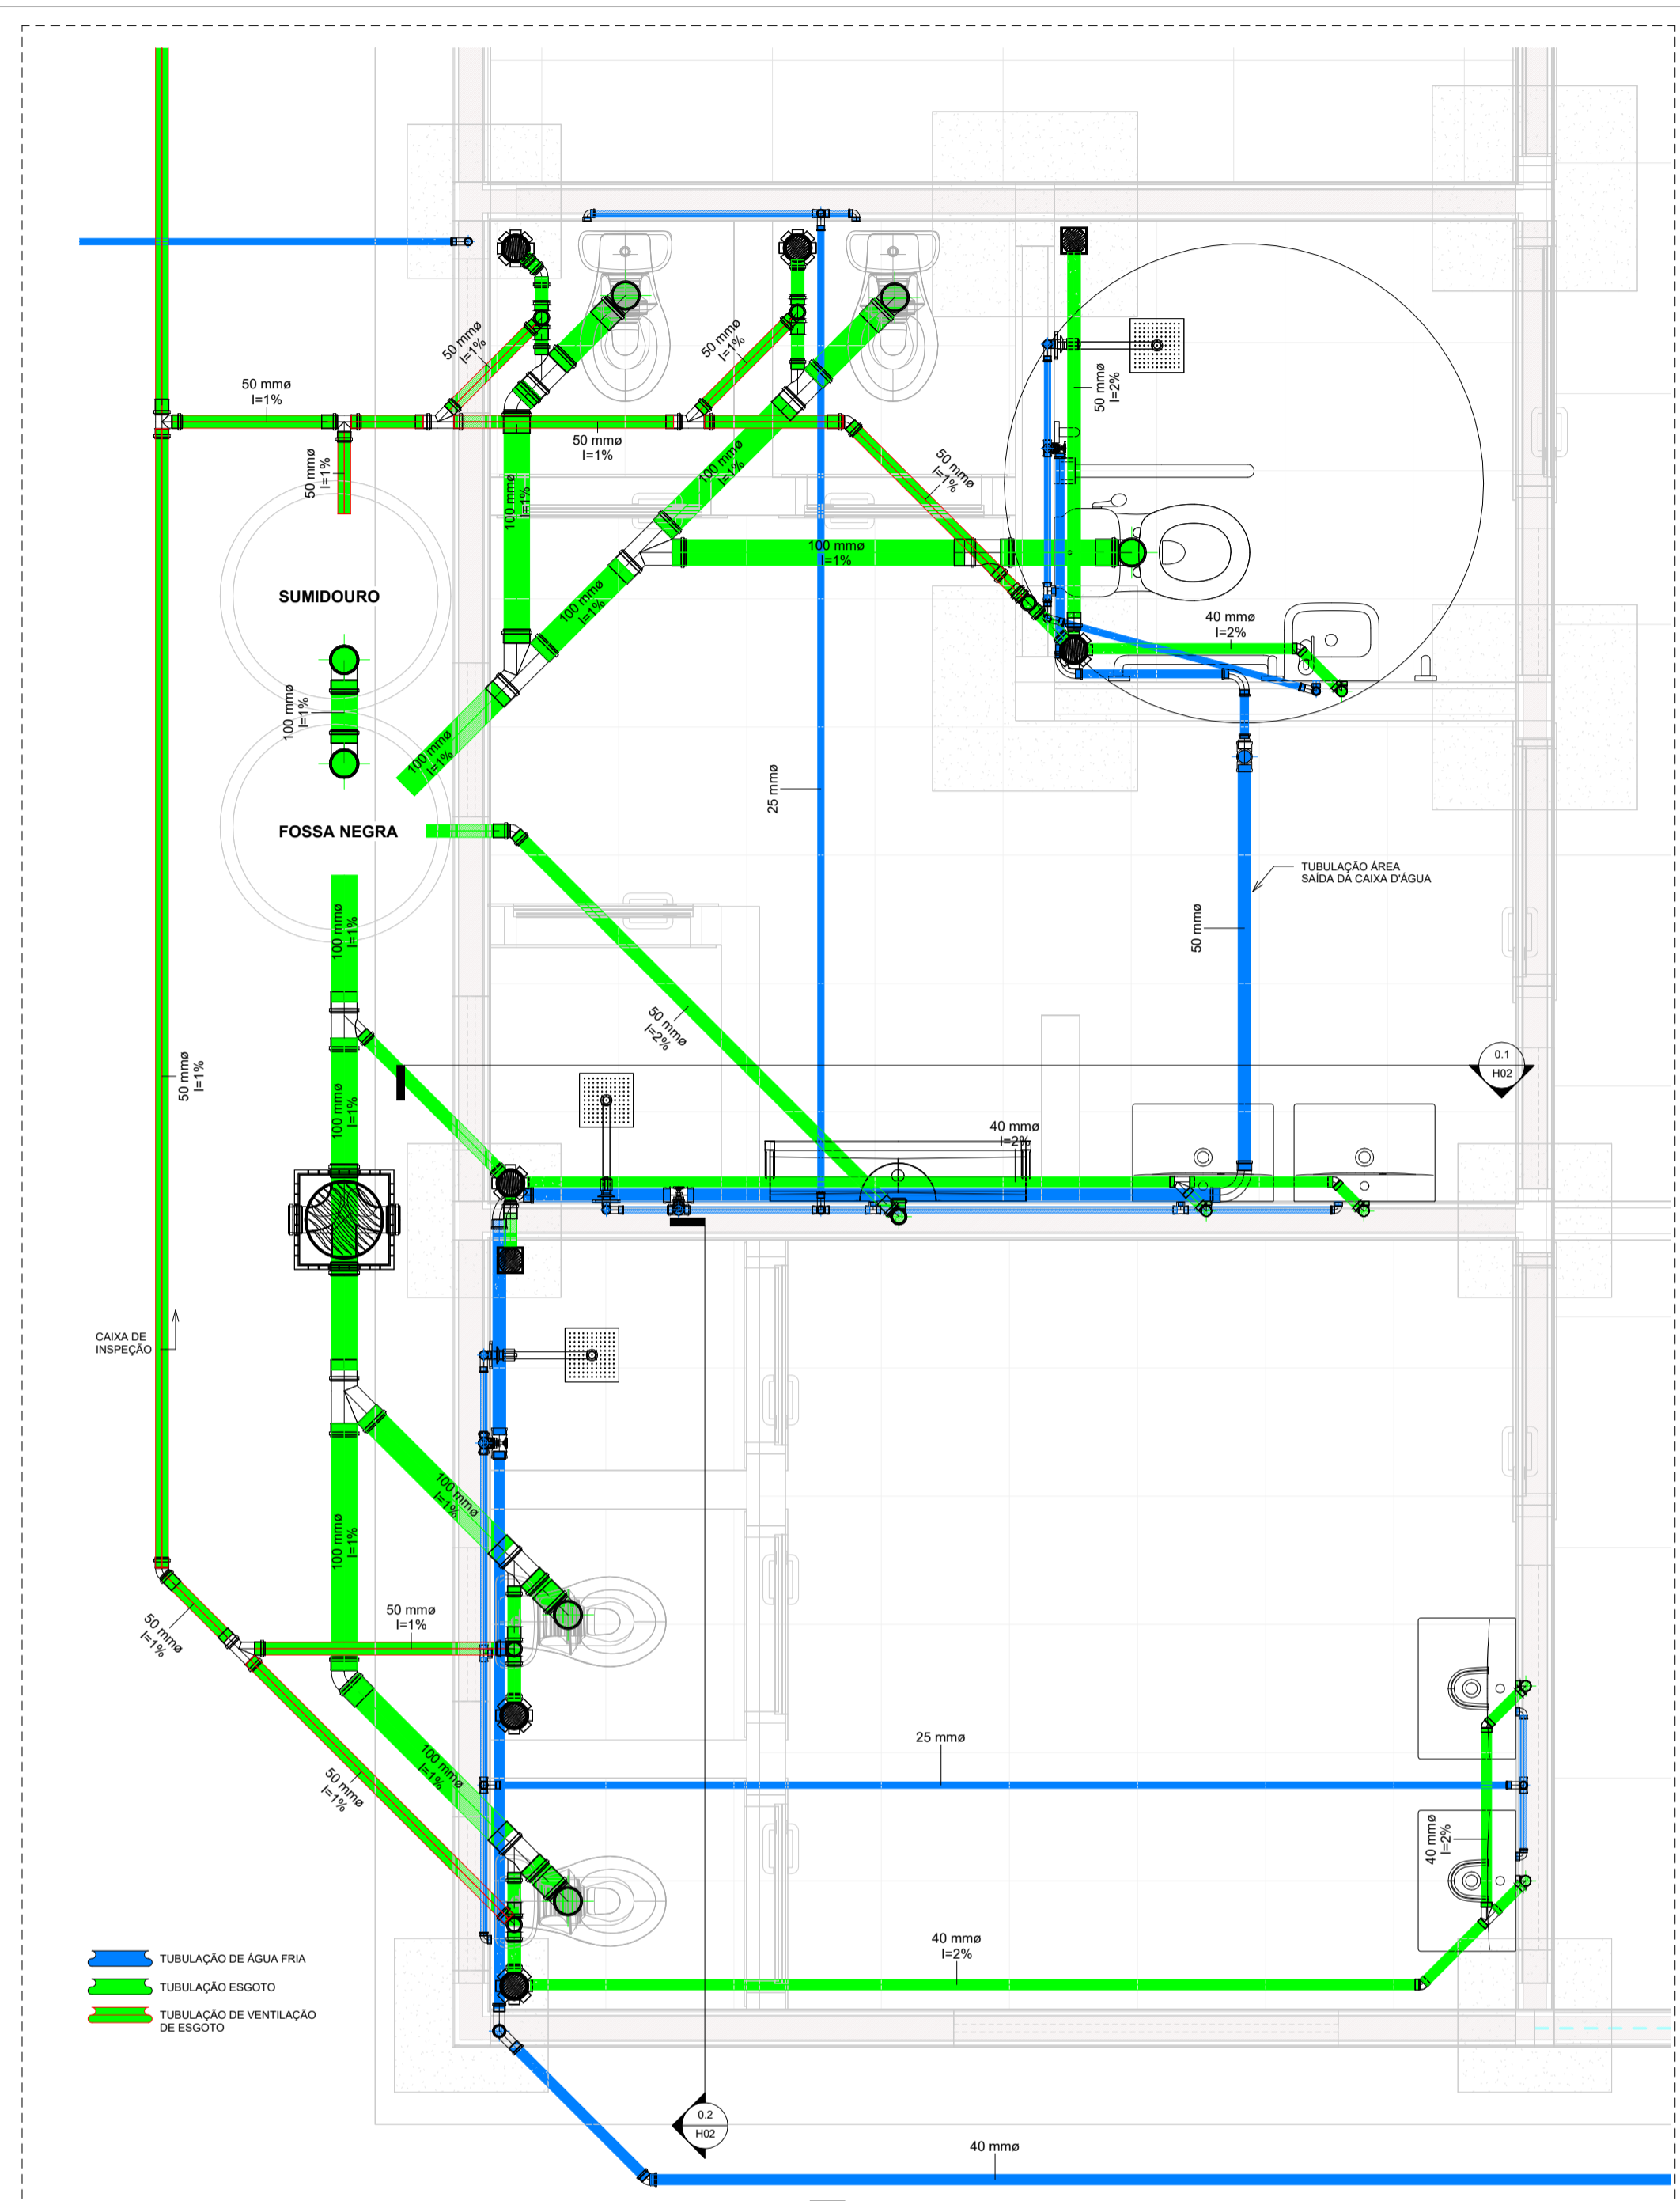 50 mmø
I=1%
50 mmø
I=1%
50 mmø
I=1%
50 mmø
I=1%
50 mmø
I=2%
50 mmø
I=1%
50 mmø
I=1%
100 mmø
I=1%
100 mmø
I=1%
100 mmø
I=1%
SUMIDOURO
100 mmø
I=1%
40 mmø
I=2%
100 mmø
I=1%
100 mmø
I=1%
25 mmø
FOSSA NEGRA
TUBULAÇÃO ÁREA
SAÍDA DA CAIXA D'ÁGUA
50 mmø
100 mmø
I=1%
50 mmø
I=2%
50 mmø
I=1%
100 mmø
I=1%
0.1
H02
40 mmø
I=2%
CAIXA DE
INSPEÇÃO
100 mmø
I=1%
100 mmø
I=1%
50 mmø
I=1%
50 mmø
I=1%
25 mmø
100 mmø
I=1%
50 mmø
I=1%
40 mmø
I=2%
40 mmø
I=2%
TUBULAÇÃO DE ÁGUA FRIA
TUBULAÇÃO ESGOTO
TUBULAÇÃO DE VENTILAÇÃO
DE ESGOTO
0.2
H02
40 mmø